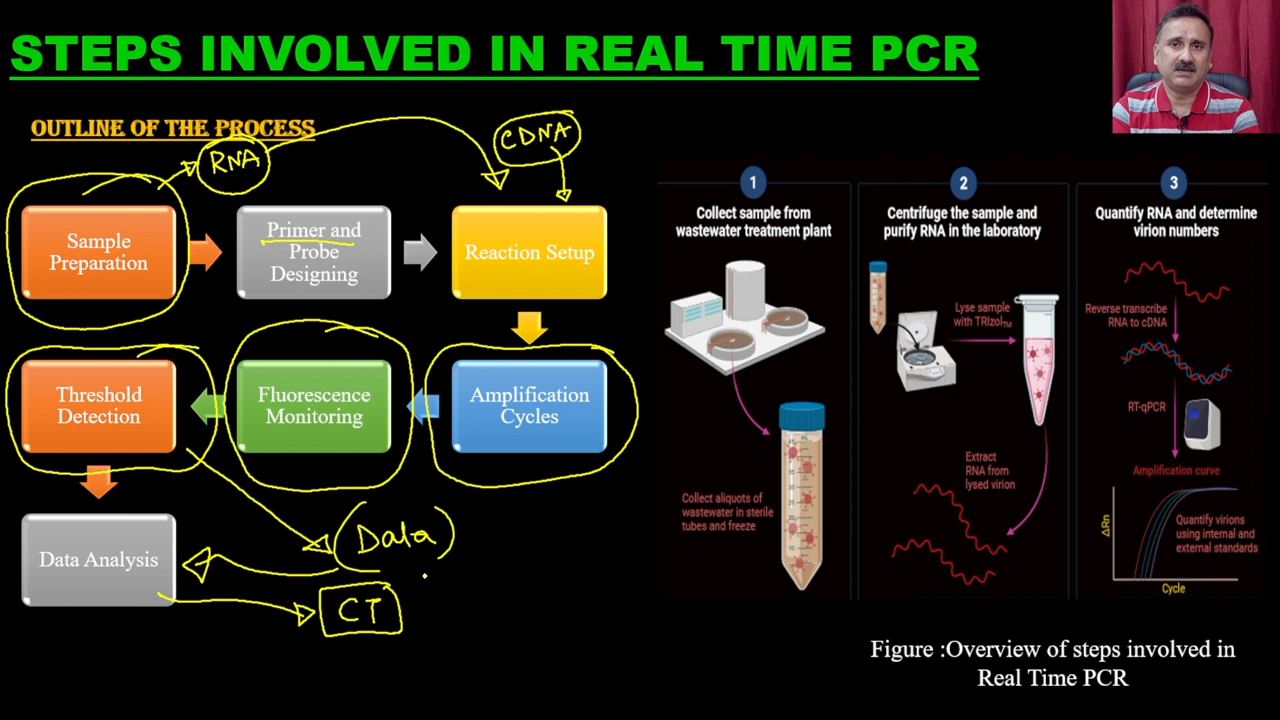 STEPS INVOLVED IN REAL TIME PCR
OUTLINE OF THE PROCESS
RNA
CDNA
Sample
Preparation
Primer and
Probe
Designing
Reaction Setup
Amplification
Cycles
Fluorescence
Monitoring
Threshold
Detection
Data Analysis
(Data)
CT
1
Collect sample from
wastewater treatment plant
Collect aliquots of
wastewater in sterile
tubes and freeze
2
Centrifuge the sample and
purify RNA in the laboratory
Lyse sample
with TRIzol™
Extract
RNA from
lysed virion
3
Quantify RNA and determine
virion numbers
Reverse transcribe
RNA to cDNA
RT-qPCR
Amplification curve
ΔRn
Quantify virions
using internal and
external standards
Cycle
Figure :Overview of steps involved in
Real Time PCR